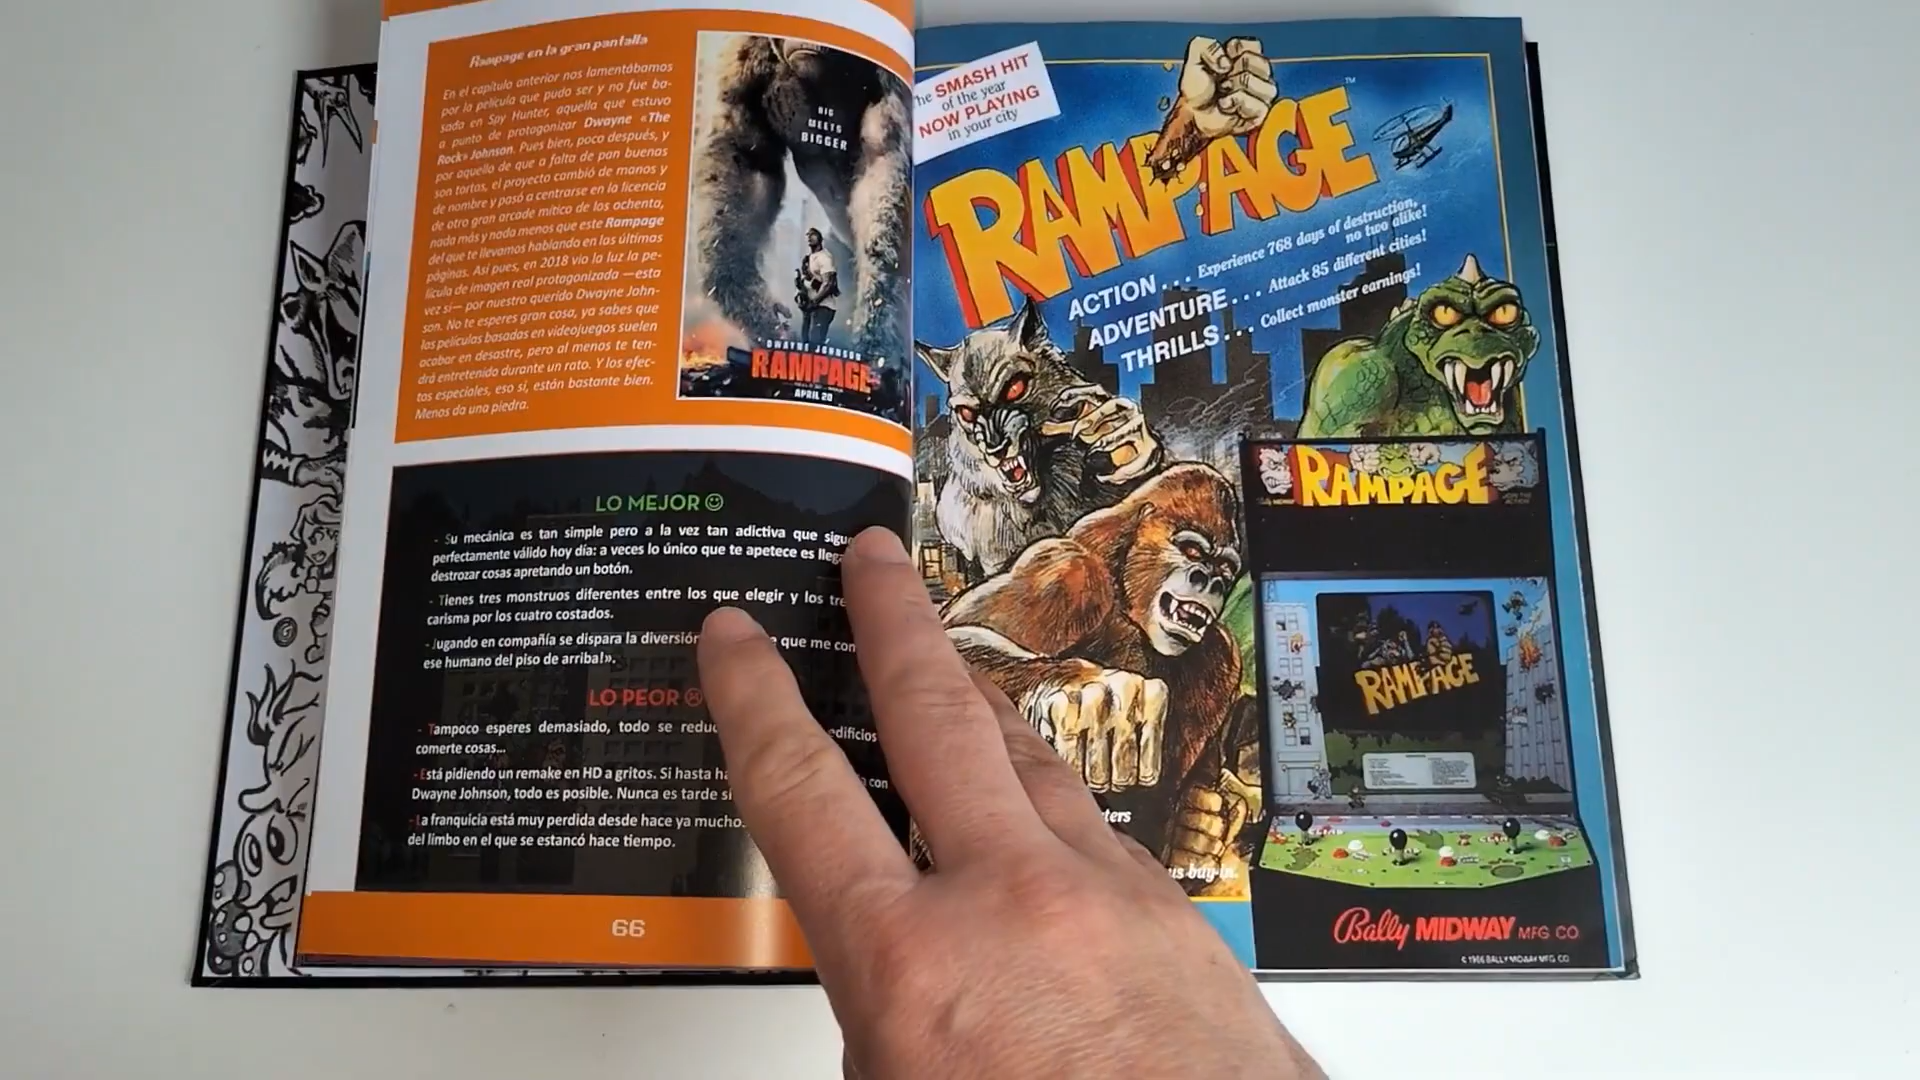 Rampage en la gran pantalla
En el capítulo anterior nos lamentábamos
por la película que pudo ser y no fue ba-
sada en Spy Hunter, aquella que estuvo
a punto de protagonizar Dwayne «The
Rock» Johnson. Pues bien, poco después, y
por aquello de que a falta de pan buenas
son tortas, el proyecto cambió de manos y
de nombre y pasó a centrarse en la licencia
de otro gran arcade mítico de los ochenta,
nada más y nada menos que este Rampage
del que te llevamos hablando en las últimas
páginas. Así pues, en 2018 vio la luz la pe-
lícula de imagen real protagonizada —esta
vez sí— por nuestro querido Dwayne John-
son. No te esperes gran cosa, ya sabes que
las películas basadas en videojuegos suelen
acabar en desastre, pero al menos te ten-
drá entretenido durante un rato. Y los efec-
tos especiales, eso sí, están bastante bien.
Menos da una piedra.
BIG
MEETS
BIGGER
DWAYNE JOHNSON
RAMPAGE
APRIL 20
LO MEJOR
- Su mecánica es tan simple pero a la vez tan adictiva que sigue
perfectamente válido hoy día: a veces lo único que te apetece es
destrozar cosas apretando un botón.
- Tienes tres monstruos diferentes entre los que elegir y los
carisma por los cuatro costados.
- Jugando en compañía se dispara la diversión que me
ese humano del piso de arriba!».
LO PEOR
- Tampoco esperes demasiado, todo se edificios
comerte cosas...
- Está pidiendo un remake en HD a gritos. Si hasta con
Dwayne Johnson, todo es posible. Nunca es tarde
- La franquicia está muy perdida desde hace ya mucho.
del limbo en el que se estancó hace tiempo.
66
The SMASH HIT
of the year
NOW PLAYING
in your city
RAMPAGE™
ACTION... Experience 768 days of destruction,
no two alike!
ADVENTURE... Attack 85 different cities!
THRILLS... Collect monster earnings!
RAMPAGE
RAMPAGE
buy-in.
Bally MIDWAY MFG. CO.
© 1986 BALLY MIDWAY MFG. CO.